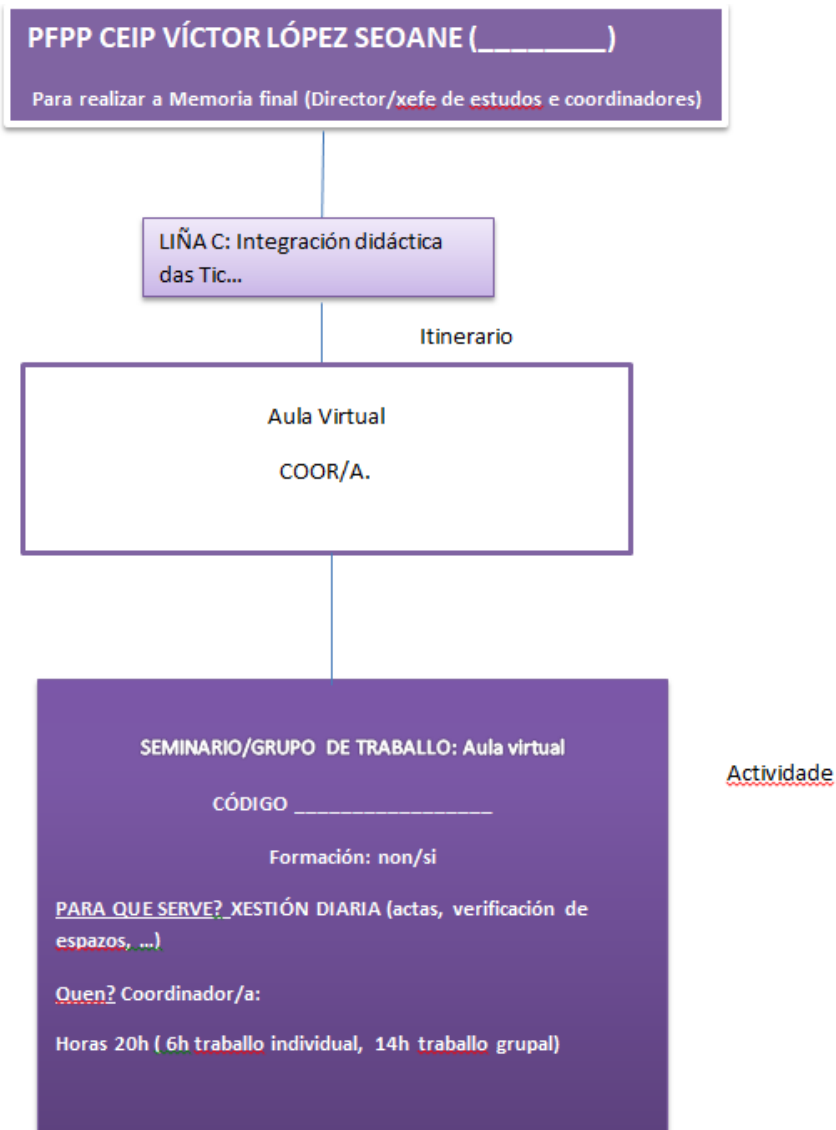 PFPP CEIP VÍCTOR LÓPEZ SEOANE (________)
Para realizar a Memoria final (Director/xefe de estudos e coordinadores)
LIÑA C: Integración didáctica
das Tic...
Itinerario
Aula Virtual
COOR/A.
SEMINARIO/GRUPO DE TRABALLO: Aula virtual
Actividade
CÓDIGO _________________
Formación: non/si
PARA QUE SERVE? XESTIÓN DIARIA (actas, verificación de
espazos, ...)
Quen? Coordinador/a:
Horas 20h ( 6h traballo individual, 14h traballo grupal)